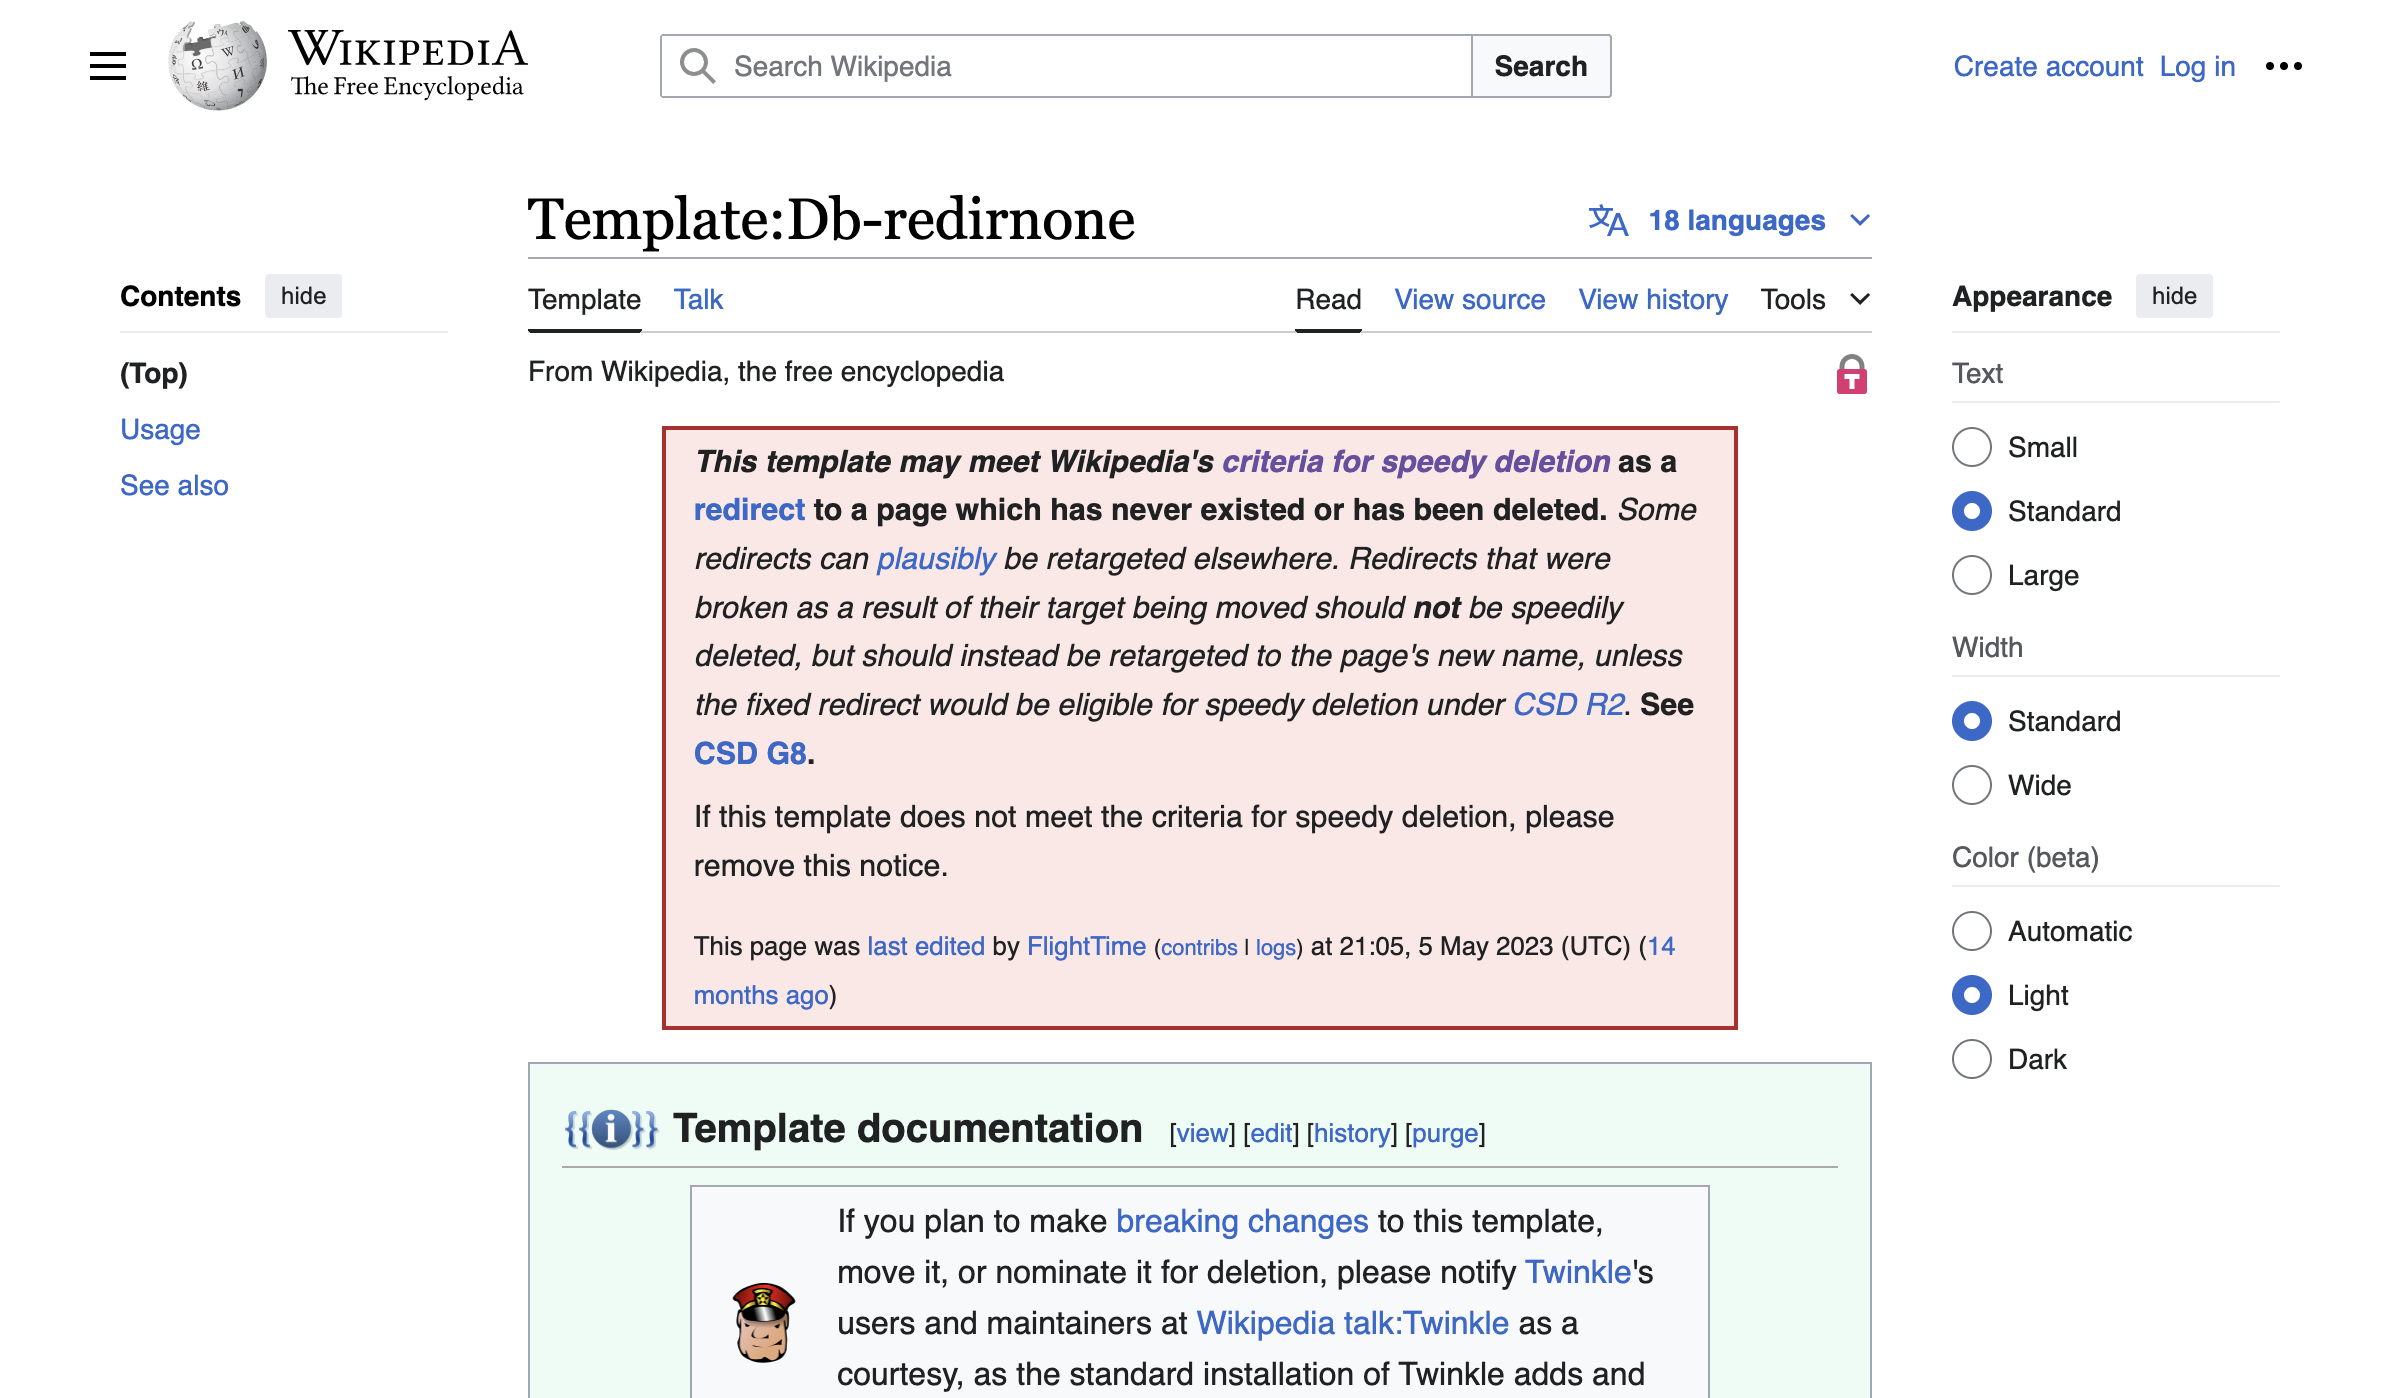 WIKIPEDIA
The Free Encyclopedia
Search Wikipedia
Search
Create account Log in
Template:Db-redirnone
18 languages
Contents hide
(Top)
Usage
See also
Template Talk
Read View source View history Tools
From Wikipedia, the free encyclopedia
This template may meet Wikipedia's criteria for speedy deletion as a
redirect to a page which has never existed or has been deleted. Some
redirects can plausibly be retargeted elsewhere. Redirects that were
broken as a result of their target being moved should not be speedily
deleted, but should instead be retargeted to the page's new name, unless
the fixed redirect would be eligible for speedy deletion under CSD R2. See
CSD G8.
If this template does not meet the criteria for speedy deletion, please
remove this notice.
This page was last edited by FlightTime (contribs | logs) at 21:05, 5 May 2023 (UTC) (14
months ago)
Template documentation [view] [edit] [history] [purge]
If you plan to make breaking changes to this template,
move it, or nominate it for deletion, please notify Twinkle's
users and maintainers at Wikipedia talk:Twinkle as a
courtesy, as the standard installation of Twinkle adds and
Appearance hide
Text
Small
Standard
Large
Width
Standard
Wide
Color (beta)
Automatic
Light
Dark